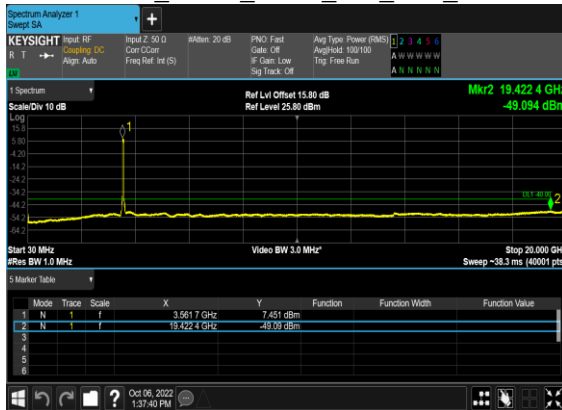 Spectrum Analyzer 1
Swept SA
KEYSIGHT Input: RF Input Z: 50 Ω #Atten: 20 dB PNO: Fast Avg Type: Power (RMS) 1 2 3 4 5 6
R T Coupling: DC Corr CCorr Gate: Off Avg|Hold: 100/100 A W W W W W
Align: Auto Freq Ref: Int (S) IF Gain: Low Trig: Free Run
LXI Sig Track: Off A N N N N N
1 Spectrum Ref Lvl Offset 15.80 dB Mkr2 19.422 4 GHz
Scale/Div 10 dB Ref Level 25.80 dBm -49.094 dBm
Log
15.8
5.80
-4.20
-14.2
-24.2
-34.2
-44.2
-54.2
-64.2
1
DL1 -40.00
2
Start 30 MHz Video BW 3.0 MHz* Stop 20.000 GHz
#Res BW 1.0 MHz Sweep ~38.3 ms (40001 pts)
5 Marker Table
Mode Trace Scale X Y Function Function Width Function Value
1 N 1 f 3.561 7 GHz 7.451 dBm
2 N 1 f 19.422 4 GHz -49.09 dBm
3
4
5
6
? Oct 06, 2022
1:37:40 PM